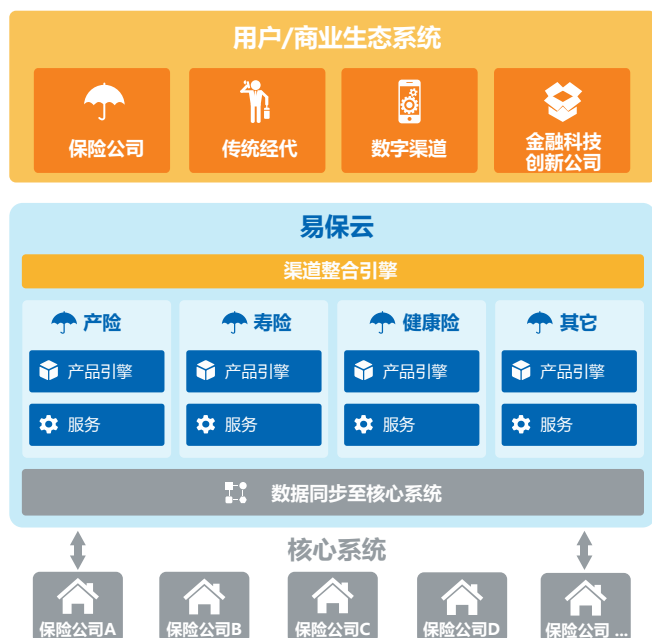 用户/商业生态系统
保险公司
传统经代
数字渠道
金融科技
创新公司
易保云
渠道整合引擎
产险
寿险
健康险
其它
产品引擎
产品引擎
产品引擎
产品引擎
服务
服务
服务
服务
数据同步至核心系统
核心系统
保险公司A
保险公司B
保险公司C
保险公司D
保险公司 ...